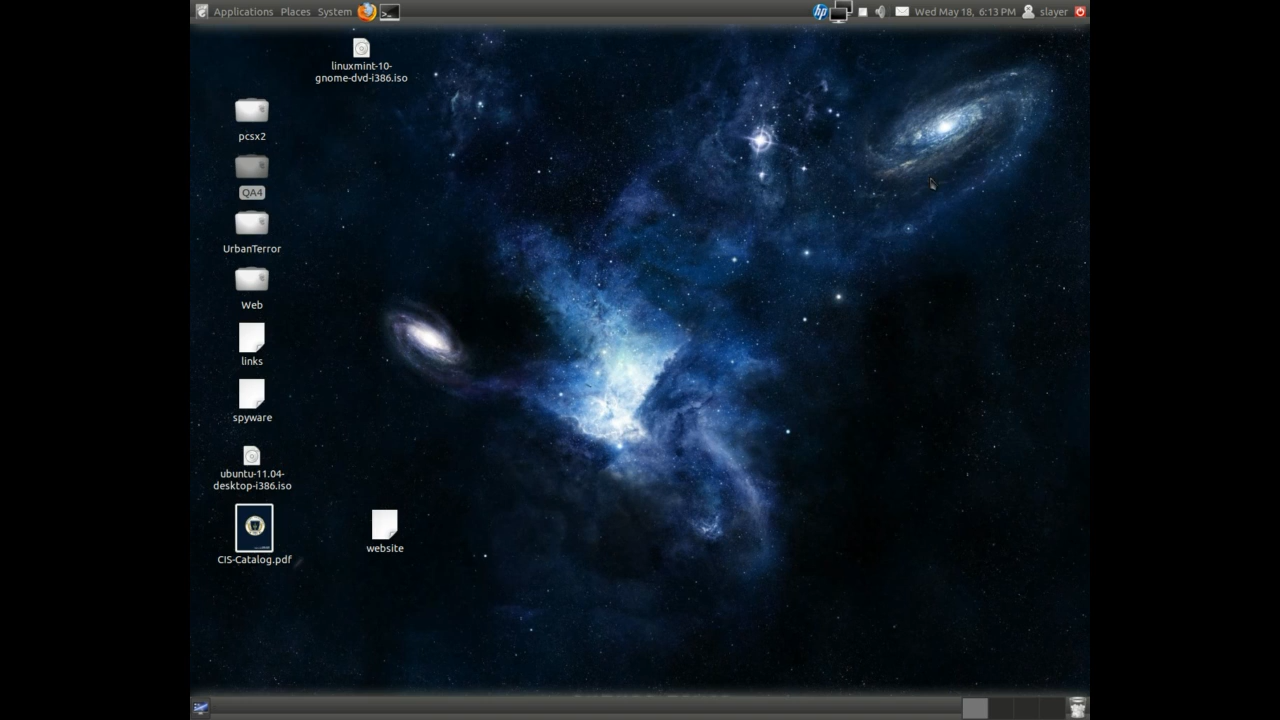 Applications Places System
hp
Wed May 18, 6:13 PM
slayer
linuxmint-10-
gnome-dvd-i386.iso
pcsx2
QA4
UrbanTerror
Web
links
spyware
ubuntu-11.04-
desktop-i386.iso
CIS-Catalog.pdf
website